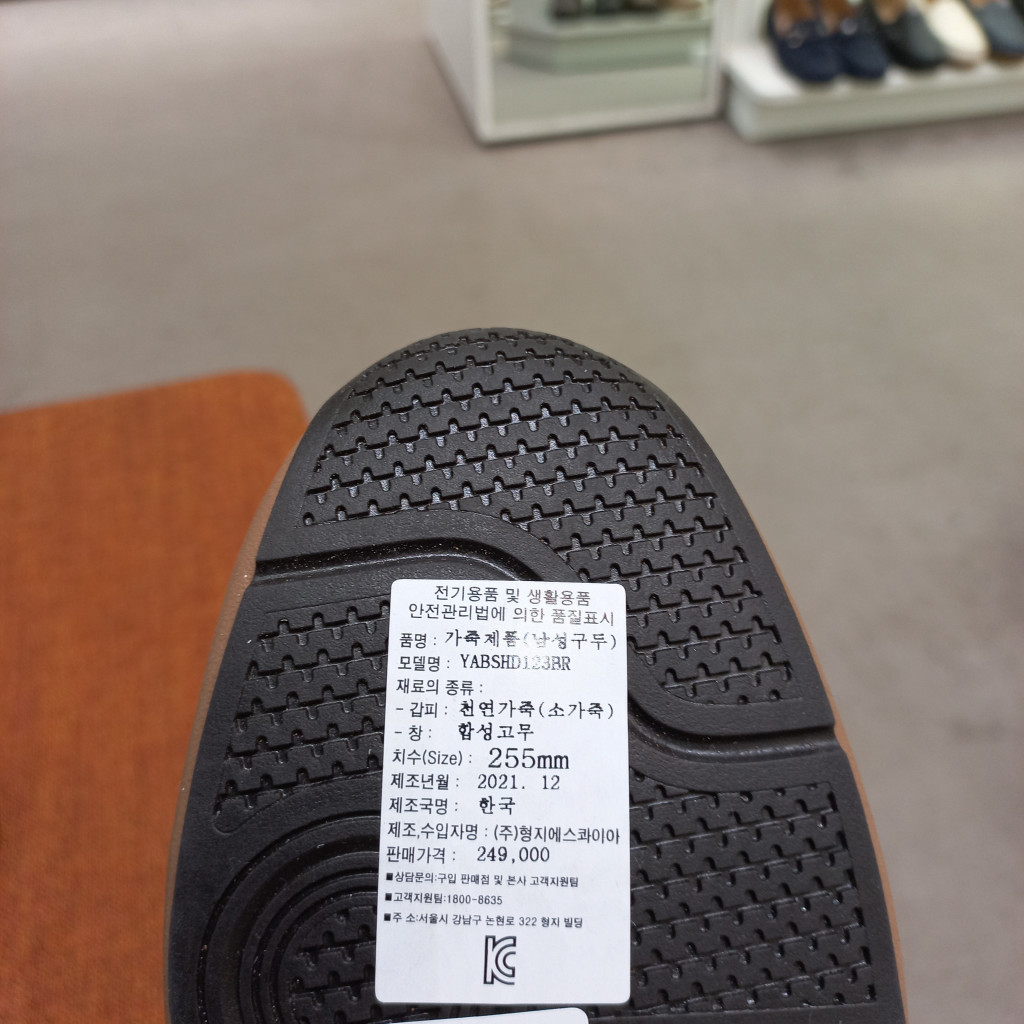 전기용품 및 생활용품
안전관리법에 의한 품질표시
품명 : 가죽제품(남성구두)
모델명 : YABSHD123BR
재료의 종류 :
- 갑피 : 천연가죽(소가죽)
- 창 : 합성고무
치수(Size) : 255mm
제조년월 : 2021. 12
제조국명 : 한국
제조,수입자명 : (주)형지에스콰이아
판매가격 : 249,000
■상담문의:구입 판매점 및 본사 고객지원팀
■고객지원팀:1800-8635
■주 소:서울시 강남구 논현로 322 형지 빌딩
KC